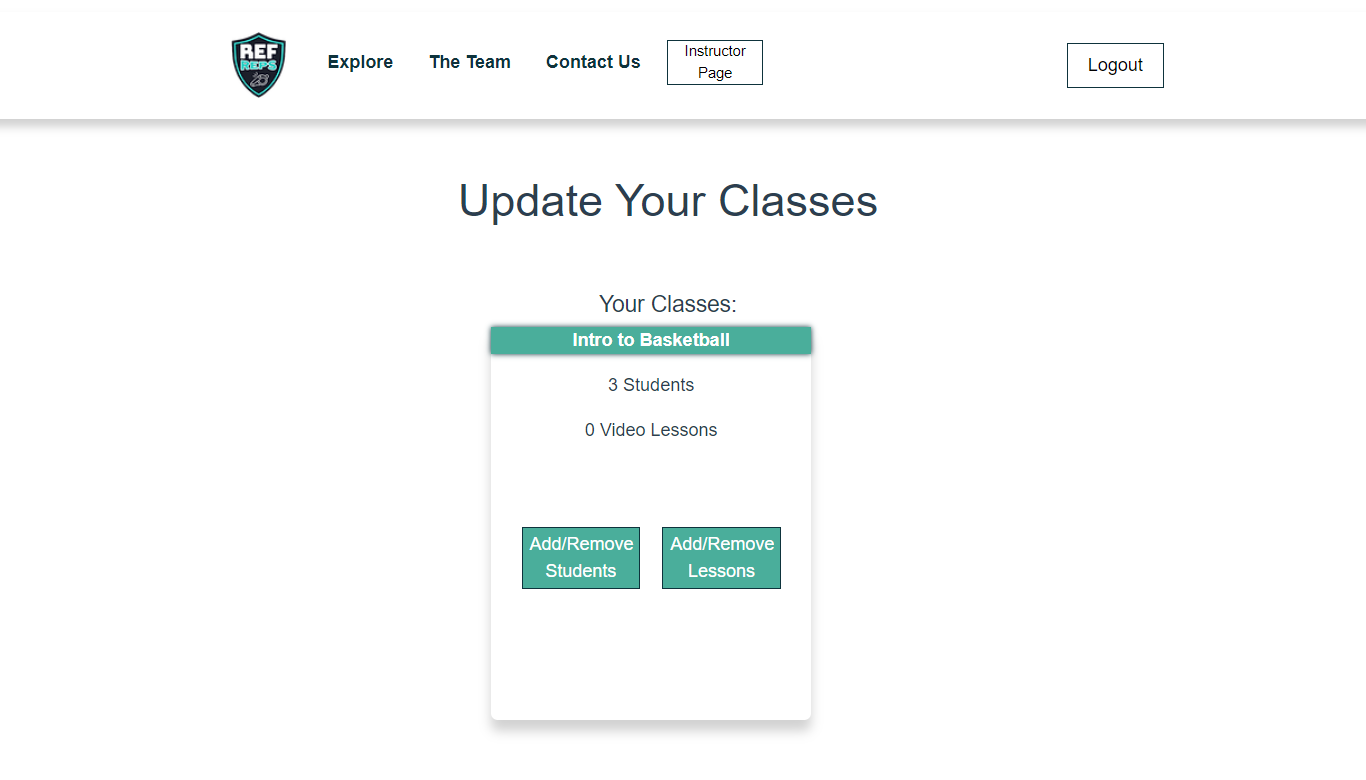 REF
REPS
Explore
The Team
Contact Us
Instructor
Page
Logout
Update Your Classes
Your Classes:
Intro to Basketball
3 Students
0 Video Lessons
Add/Remove
Students
Add/Remove
Lessons